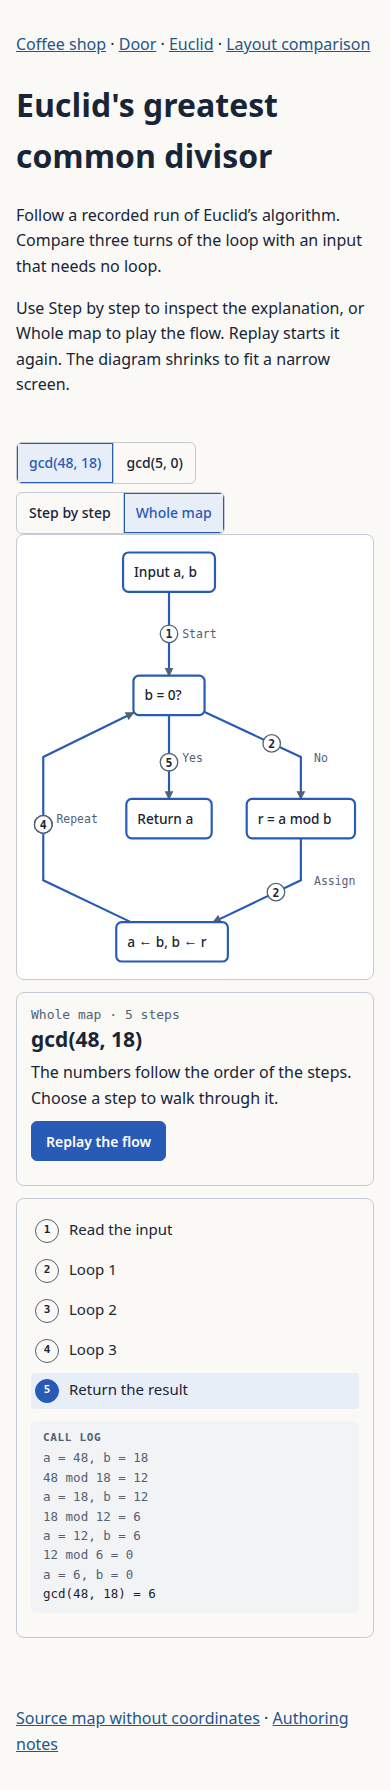 Coffee shop · Door · Euclid · Layout comparison
Euclid's greatest
common divisor
Follow a recorded run of Euclid’s algorithm.
Compare three turns of the loop with an input
that needs no loop.
Use Step by step to inspect the explanation, or
Whole map to play the flow. Replay starts it
again. The diagram shrinks to fit a narrow
screen.
gcd(48, 18) gcd(5, 0)
Step by step Whole map
Input a, b
1 Start
b = 0?
2
5 Yes No
4 Repeat
Return a r = a mod b
2 Assign
a ← b, b ← r
Whole map · 5 steps
gcd(48, 18)
The numbers follow the order of the steps.
Choose a step to walk through it.
Replay the flow
1 Read the input
2 Loop 1
3 Loop 2
4 Loop 3
5 Return the result
CALL LOG
a = 48, b = 18
48 mod 18 = 12
a = 18, b = 12
18 mod 12 = 6
a = 12, b = 6
12 mod 6 = 0
a = 6, b = 0
gcd(48, 18) = 6
Source map without coordinates · Authoring
notes